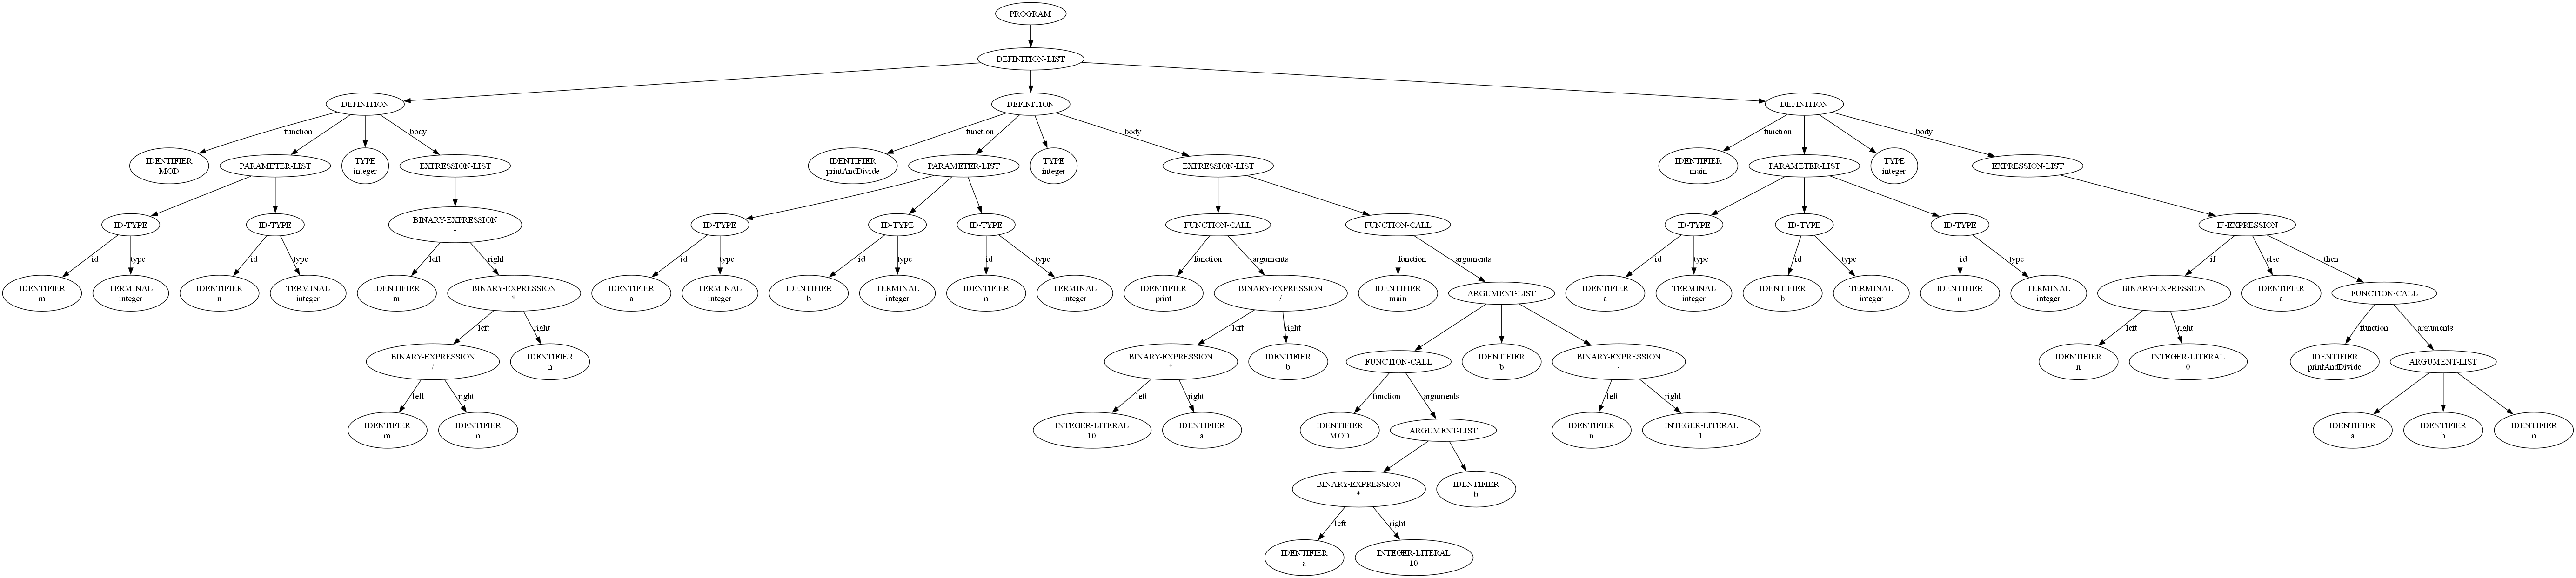 PROGRAM
DEFINITION-LIST
DEFINITION
DEFINITION
DEFINITION
function
body
function
body
function
body
IDENTIFIER
MOD
PARAMETER-LIST
TYPE
integer
EXPRESSION-LIST
IDENTIFIER
printAndDivide
PARAMETER-LIST
TYPE
integer
EXPRESSION-LIST
IDENTIFIER
main
PARAMETER-LIST
TYPE
integer
EXPRESSION-LIST
ID-TYPE
ID-TYPE
BINARY-EXPRESSION
-
ID-TYPE
ID-TYPE
ID-TYPE
FUNCTION-CALL
FUNCTION-CALL
ID-TYPE
ID-TYPE
ID-TYPE
IF-EXPRESSION
id
type
id
type
left
right
id
type
id
type
id
type
function
arguments
function
arguments
id
type
id
type
id
type
if
else
then
IDENTIFIER
m
TERMINAL
integer
IDENTIFIER
n
TERMINAL
integer
IDENTIFIER
m
BINARY-EXPRESSION
*
IDENTIFIER
a
TERMINAL
integer
IDENTIFIER
b
TERMINAL
integer
IDENTIFIER
n
TERMINAL
integer
IDENTIFIER
print
BINARY-EXPRESSION
/
IDENTIFIER
main
ARGUMENT-LIST
IDENTIFIER
a
TERMINAL
integer
IDENTIFIER
b
TERMINAL
integer
IDENTIFIER
n
TERMINAL
integer
BINARY-EXPRESSION
=
IDENTIFIER
a
FUNCTION-CALL
left
right
left
right
left
right
function
arguments
BINARY-EXPRESSION
/
IDENTIFIER
n
BINARY-EXPRESSION
*
IDENTIFIER
b
FUNCTION-CALL
IDENTIFIER
b
BINARY-EXPRESSION
-
IDENTIFIER
n
INTEGER-LITERAL
0
IDENTIFIER
printAndDivide
ARGUMENT-LIST
left
right
left
right
function
arguments
left
right
IDENTIFIER
m
IDENTIFIER
n
INTEGER-LITERAL
10
IDENTIFIER
a
IDENTIFIER
MOD
ARGUMENT-LIST
IDENTIFIER
n
INTEGER-LITERAL
1
IDENTIFIER
a
IDENTIFIER
b
IDENTIFIER
n
BINARY-EXPRESSION
*
IDENTIFIER
b
left
right
IDENTIFIER
a
INTEGER-LITERAL
10